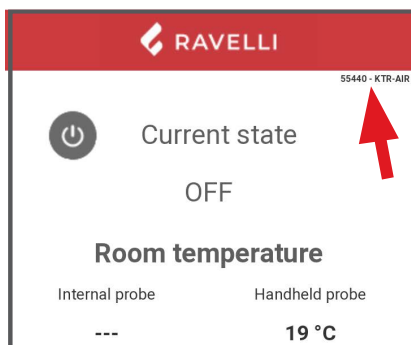 RAVELLI
55440 - KTR-AIR
Current state
OFF
Room temperature
Internal probe Handheld probe
--- 19 °C